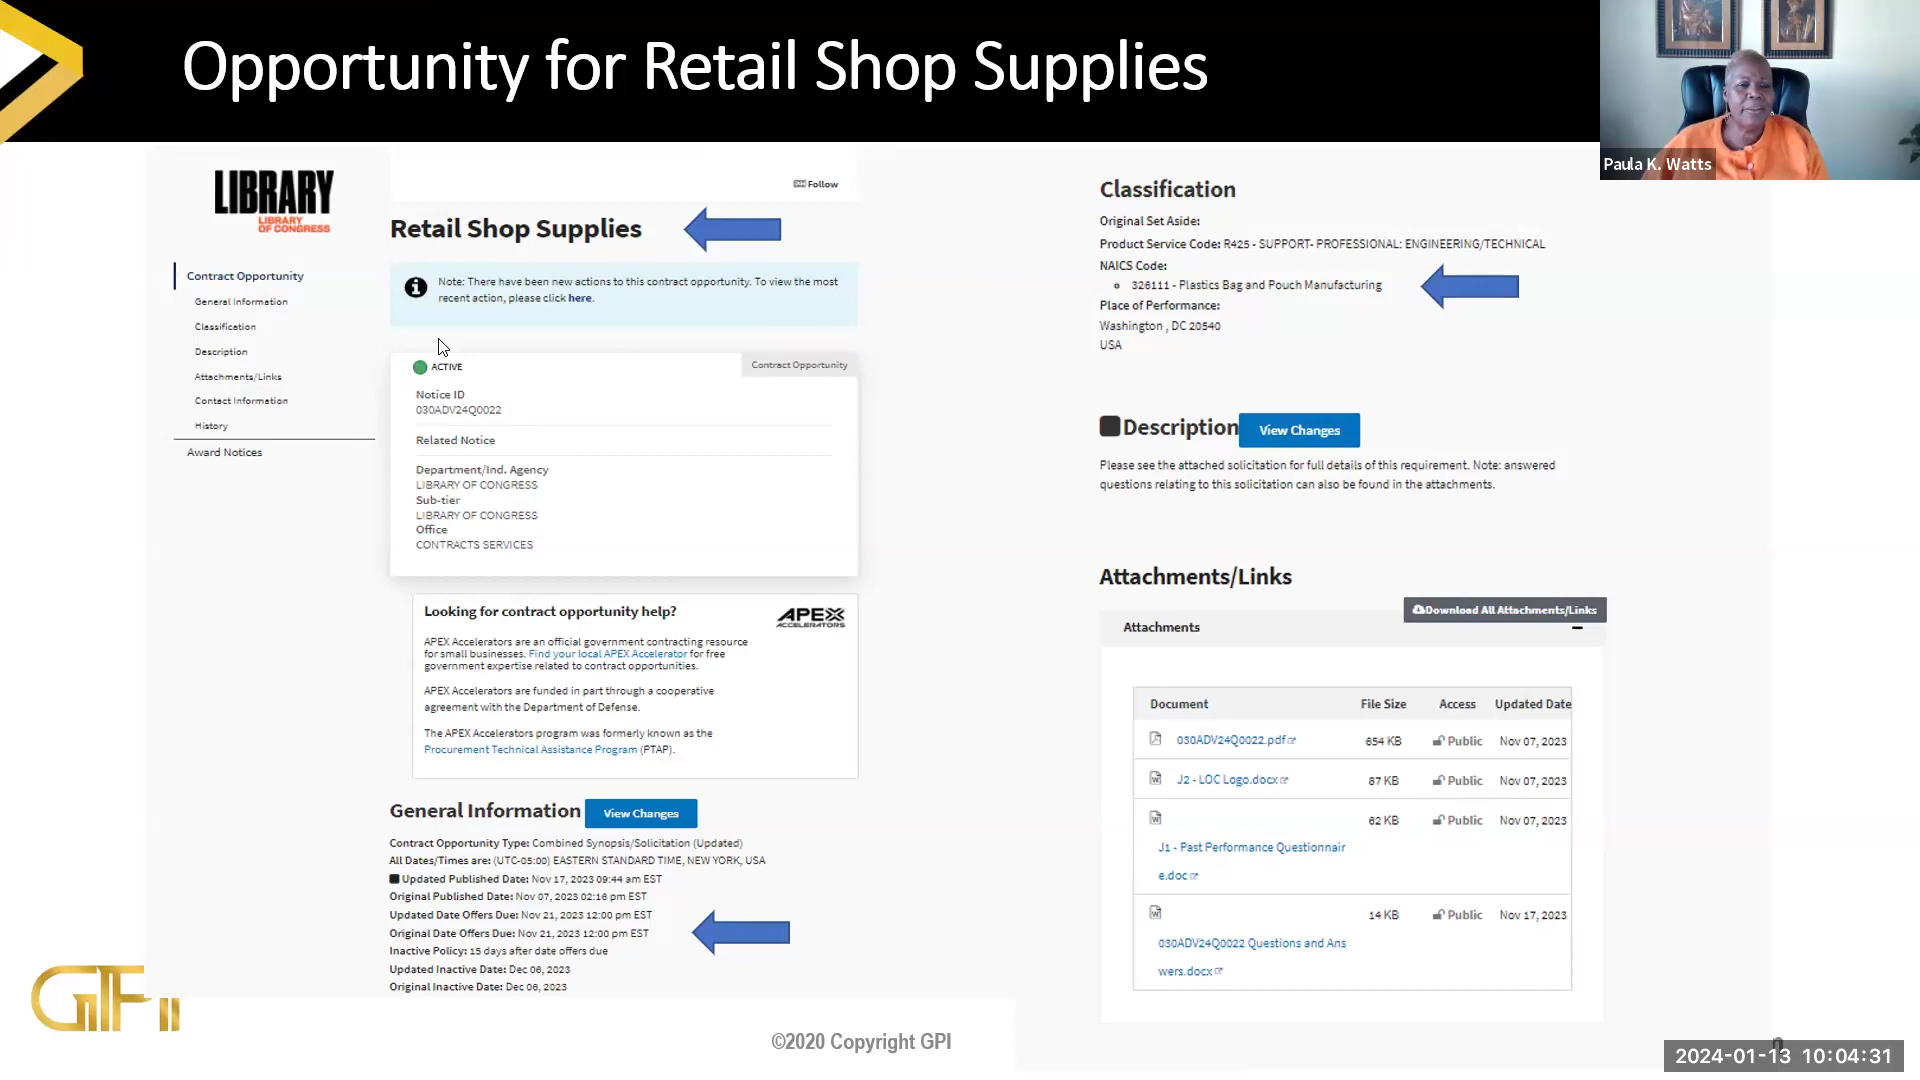 Opportunity for Retail Shop Supplies
Paula K. Watts
LIBRARY
LIBRARY
OF CONGRESS
Contract Opportunity
General Information
Classification
Description
Attachments/Links
Contact Information
History
Award Notices
Follow
Retail Shop Supplies
Note: There have been new actions to this contract opportunity. To view the most
recent action, please click here.
ACTIVE
Contract Opportunity
Notice ID
030ADV24Q0022
Related Notice
Department/Ind. Agency
LIBRARY OF CONGRESS
Sub-tier
LIBRARY OF CONGRESS
Office
CONTRACTS SERVICES
Looking for contract opportunity help?
APEX
ACCELERATORS
APEX Accelerators are an official government contracting resource
for small businesses. Find your local APEX Accelerator for free
government expertise related to contract opportunities.
APEX Accelerators are funded in part through a cooperative
agreement with the Department of Defense.
The APEX Accelerators program was formerly known as the
Procurement Technical Assistance Program (PTAP).
General Information
View Changes
Contract Opportunity Type: Combined Synopsis/Solicitation (Updated)
All Dates/Times are: (UTC-05:00) EASTERN STANDARD TIME, NEW YORK, USA
Updated Published Date: Nov 17, 2023 09:44 am EST
Original Published Date: Nov 07, 2023 02:16 pm EST
Updated Date Offers Due: Nov 21, 2023 12:00 pm EST
Original Date Offers Due: Nov 21, 2023 12:00 pm EST
Inactive Policy: 15 days after date offers due
Updated Inactive Date: Dec 06, 2023
Original Inactive Date: Dec 06, 2023
Classification
Original Set Aside:
Product Service Code: R425 - SUPPORT- PROFESSIONAL: ENGINEERING/TECHNICAL
NAICS Code:
326111 - Plastics Bag and Pouch Manufacturing
Place of Performance:
Washington , DC 20540
USA
Description
View Changes
Please see the attached solicitation for full details of this requirement. Note: answered
questions relating to this solicitation can also be found in the attachments.
Attachments/Links
Download All Attachments/Links
Attachments
Document File Size Access Updated Date
030ADV24Q0022.pdf 654 KB Public Nov 07, 2023
J2 - LOC Logo.docx 87 KB Public Nov 07, 2023
62 KB Public Nov 07, 2023
J1 - Past Performance Questionnair
e.doc
14 KB Public Nov 17, 2023
030ADV24Q0022 Questions and Ans
wers.docx
©2020 Copyright GPI
2024-01-13 10:04:31